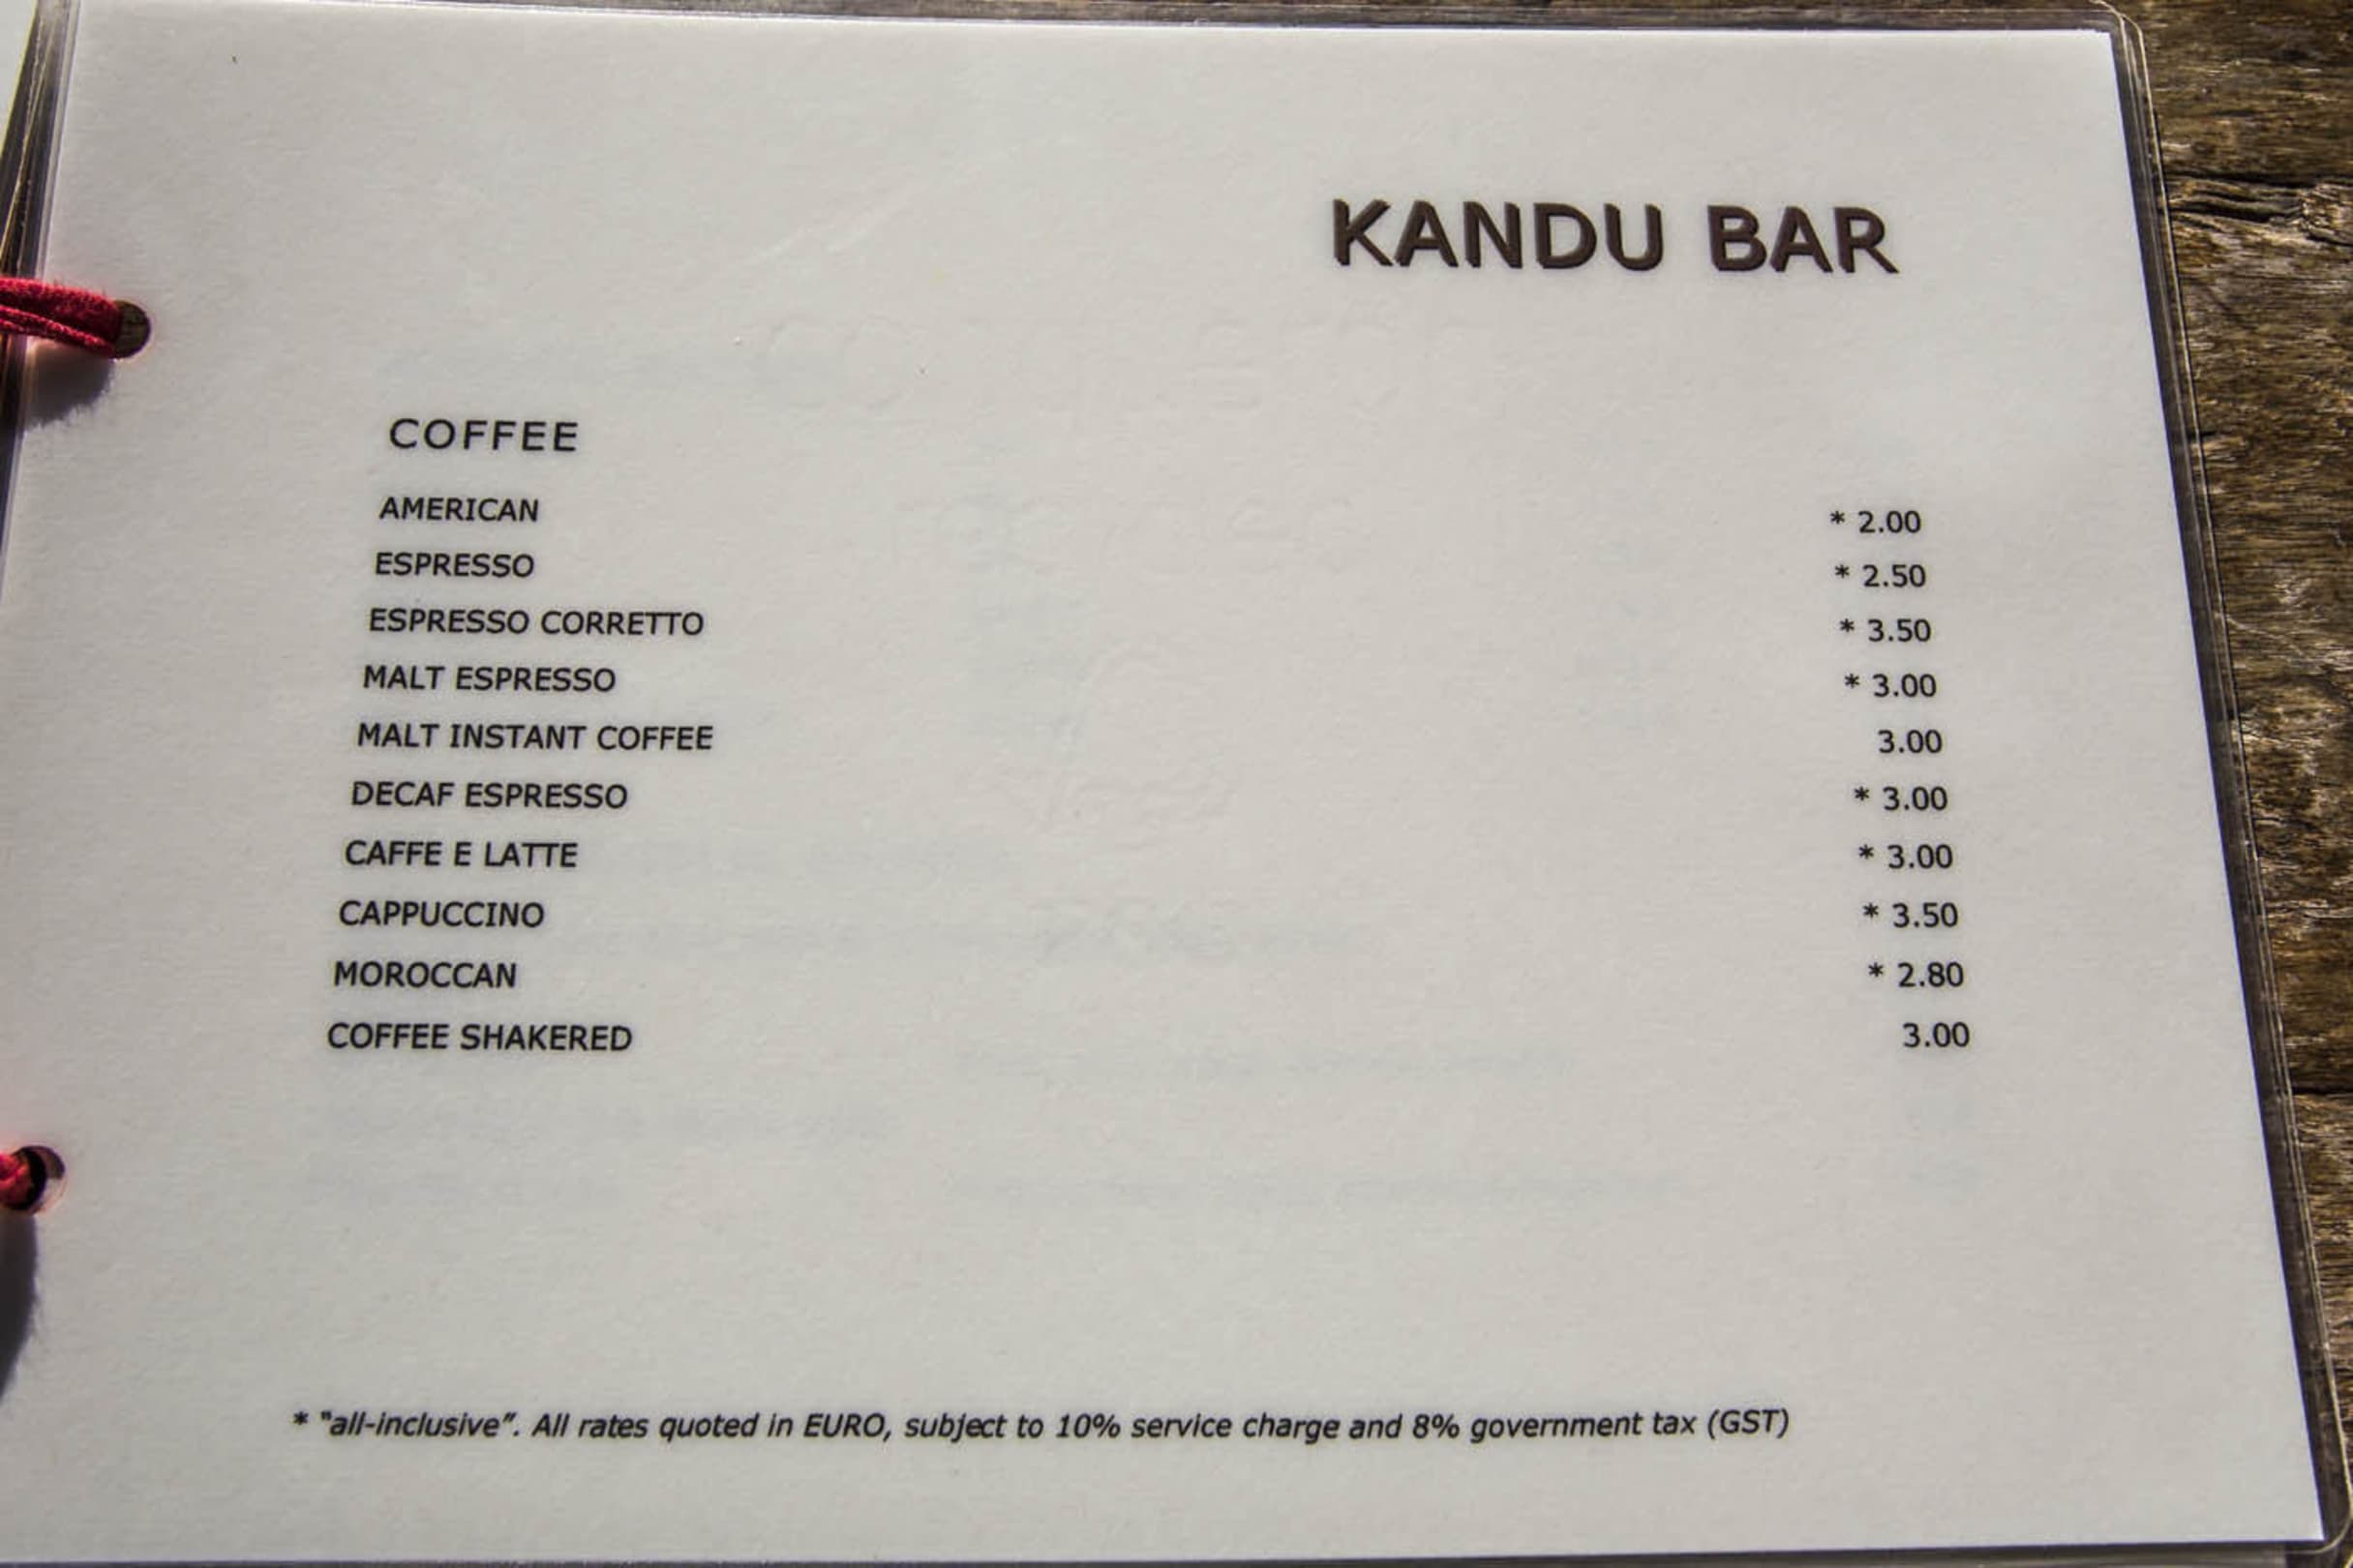 KANDU BAR
COFFEE
AMERICAN * 2.00
ESPRESSO * 2.50
ESPRESSO CORRETTO * 3.50
MALT ESPRESSO * 3.00
MALT INSTANT COFFEE 3.00
DECAF ESPRESSO * 3.00
CAFFE E LATTE * 3.00
CAPPUCCINO * 3.50
MOROCCAN * 2.80
COFFEE SHAKERED 3.00
* "all-inclusive". All rates quoted in EURO, subject to 10% service charge and 8% government tax (GST)